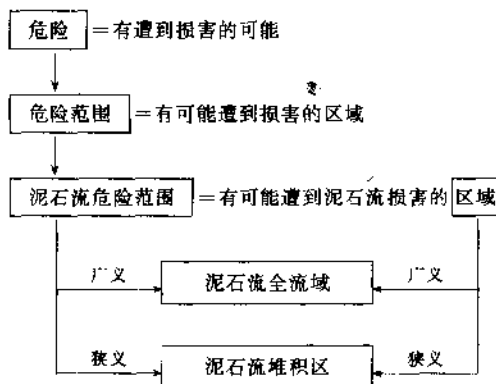 危险=有遭到损害的可能
危险范围=有可能遭到损害的区域
泥石流危险范围=有可能遭到泥石流损害的区域
广义 泥石流全流域 广义
狭义 泥石流堆积区 狭义